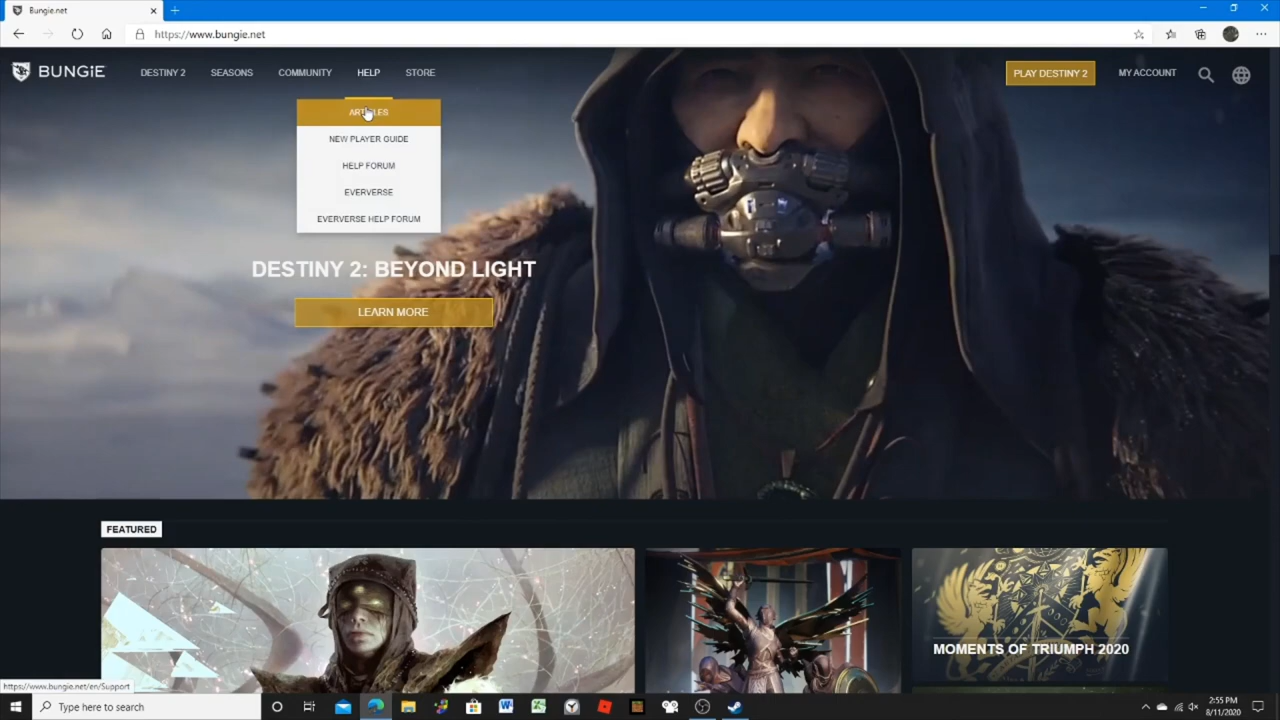 Bungie.net
https://www.bungie.net
BUNGiE
DESTINY 2
SEASONS
COMMUNITY
HELP
STORE
PLAY DESTINY 2
MY ACCOUNT
ARTICLES
NEW PLAYER GUIDE
HELP FORUM
EVERVERSE
EVERVERSE HELP FORUM
DESTINY 2: BEYOND LIGHT
LEARN MORE
FEATURED
MOMENTS OF TRIUMPH 2020
https://www.bungie.net/en/Support
Type here to search
2:55 PM
8/11/2020